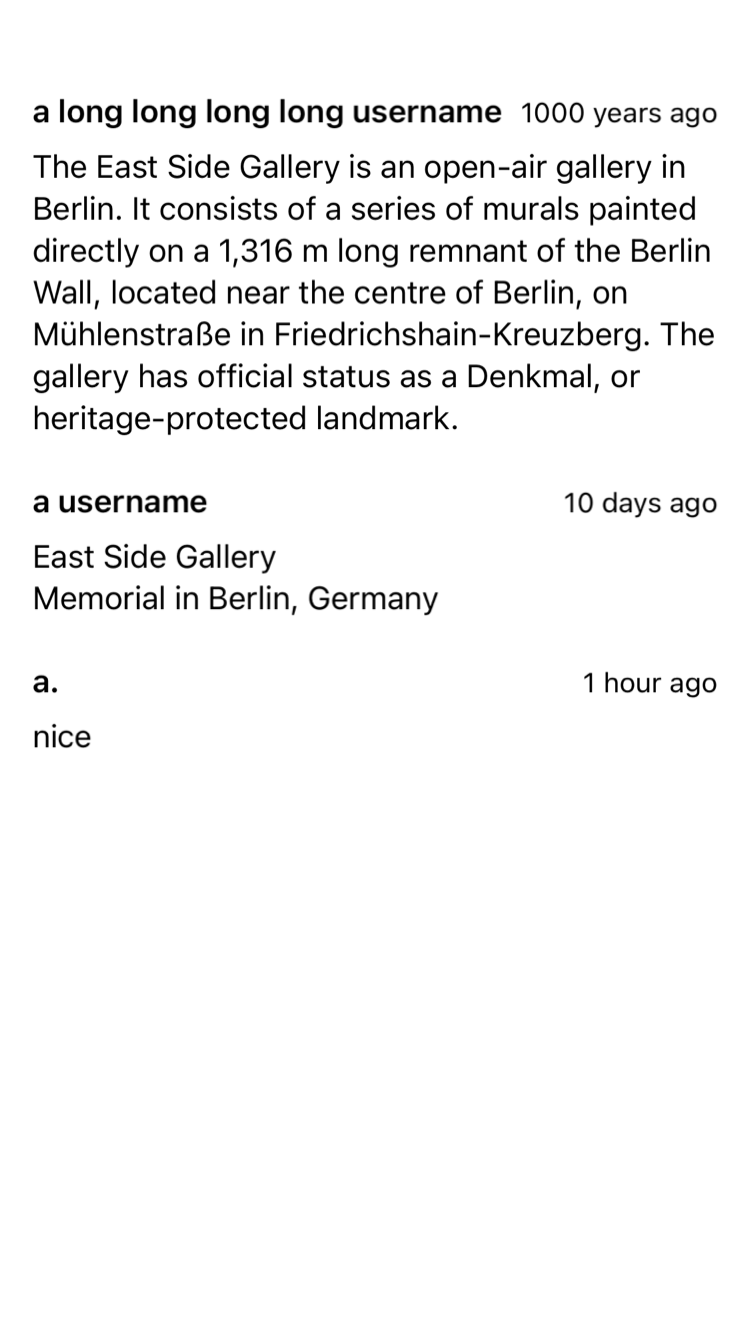 a long long long long username 1000 years ago
The East Side Gallery is an open-air gallery in
Berlin. It consists of a series of murals painted
directly on a 1,316 m long remnant of the Berlin
Wall, located near the centre of Berlin, on
Mühlenstraße in Friedrichshain-Kreuzberg. The
gallery has official status as a Denkmal, or
heritage-protected landmark.
a username 10 days ago
East Side Gallery
Memorial in Berlin, Germany
a. 1 hour ago
nice